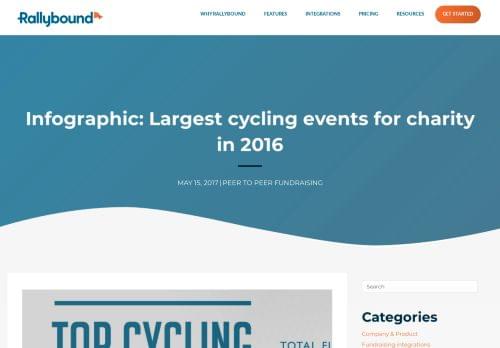 Rallybound
WHY RALLYBOUND
FEATURES
INTEGRATIONS
PRICING
RESOURCES
GET STARTED
Infographic: Largest cycling events for charity
in 2016
MAY 15, 2017 | PEER TO PEER FUNDRAISING
TOP CYCLING
TOTAL
Search
Categories
Company & Product
Fundraising integrations